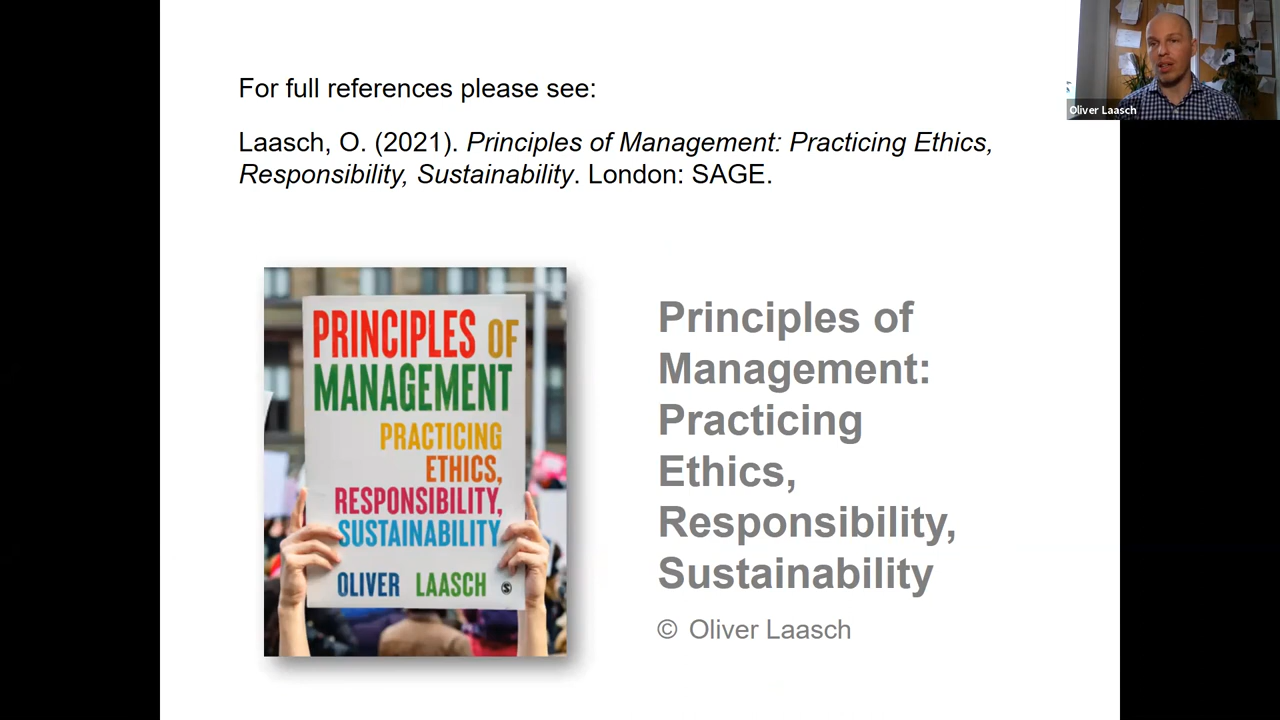 For full references please see:
Laasch, O. (2021). Principles of Management: Practicing Ethics,
Responsibility, Sustainability. London: SAGE.
PRINCIPLES OF
MANAGEMENT
PRACTICING
ETHICS,
RESPONSIBILITY,
SUSTAINABILITY
OLIVER LAASCH
Principles of
Management:
Practicing
Ethics,
Responsibility,
Sustainability
© Oliver Laasch
Oliver Laasch